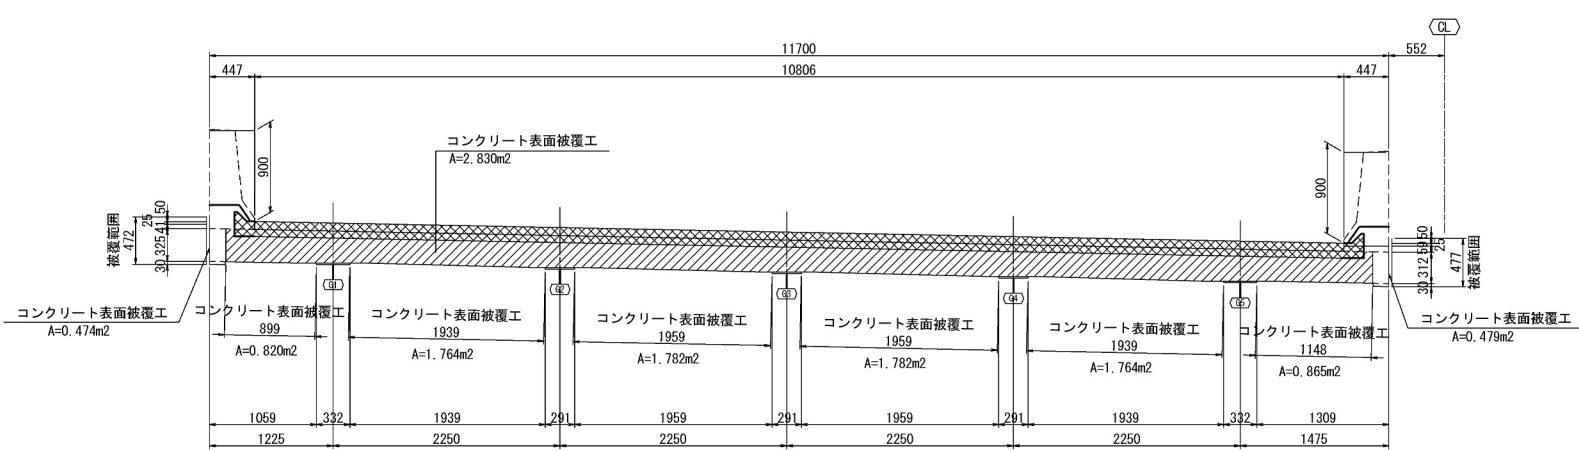 CL
11700
552
447
10806
447
コンクリート表面被覆工
A=2.830m2
900
900
被覆範囲
472
30
325
41
25
50
50
59
25
312
30
477
被覆範囲
G1
G2
G3
G4
G5
コンクリート表面被覆工
A=0.474m2
コンクリート表面被覆工
899
A=0.820m2
コンクリート表面被覆工
1939
A=1.764m2
コンクリート表面被覆工
1959
A=1.782m2
コンクリート表面被覆工
1959
A=1.782m2
コンクリート表面被覆工
1939
A=1.764m2
コンクリート表面被覆工
1148
A=0.865m2
コンクリート表面被覆工
A=0.479m2
1059
332
1939
291
1959
291
1959
291
1939
332
1309
1225
2250
2250
2250
2250
1475